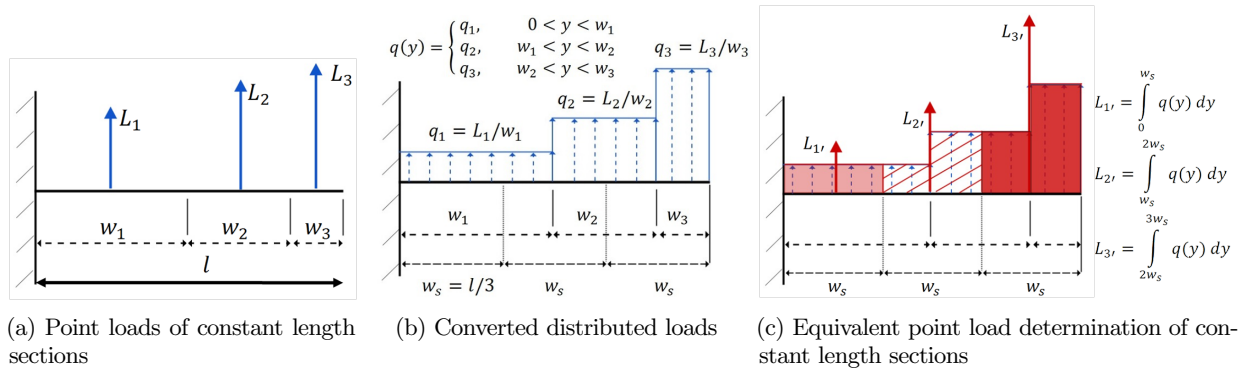 L₁
L₂
L₃
w₁
w₂
w₃
l
(a) Point loads of constant length
sections
q(y) = { q₁, 0 < y < w₁
q₂, w₁ < y < w₂
q₃, w₂ < y < w₃
q₃ = L₃/w₃
q₂ = L₂/w₂
q₁ = L₁/w₁
w₁
w₂
w₃
wₛ = l/3
wₛ
wₛ
(b) Converted distributed loads
L₃′
L₂′
L₁′
wₛ
wₛ
wₛ
L₁′ = ∫₀^{wₛ} q(y) dy
L₂′ = ∫_{wₛ}^{2wₛ} q(y) dy
L₃′ = ∫_{2wₛ}^{3wₛ} q(y) dy
(c) Equivalent point load determination of con-
stant length sections